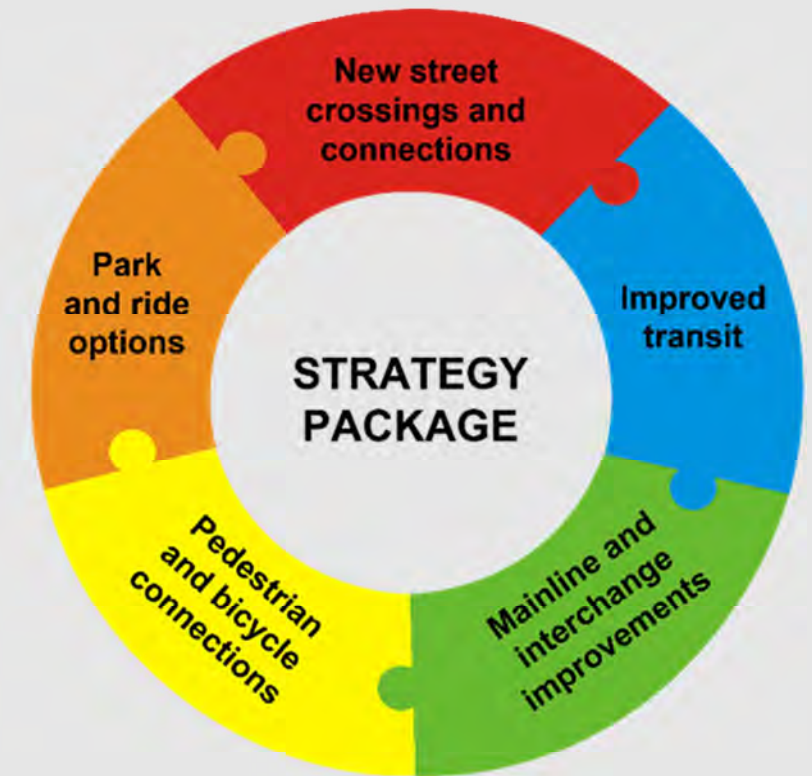 New street
crossings and
connections
Park
and ride
options
Improved
transit
STRATEGY
PACKAGE
Pedestrian
and bicycle
connections
Mainline and
interchange
improvements